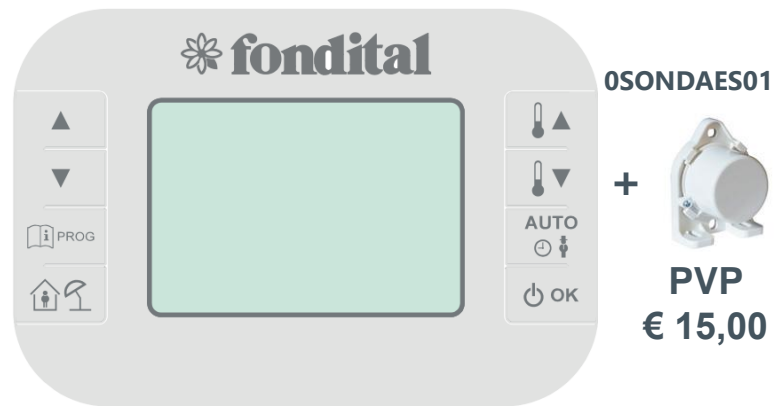 fondital
PROG
AUTO
OK
0SONDAES01
+
PVP
€ 15,00